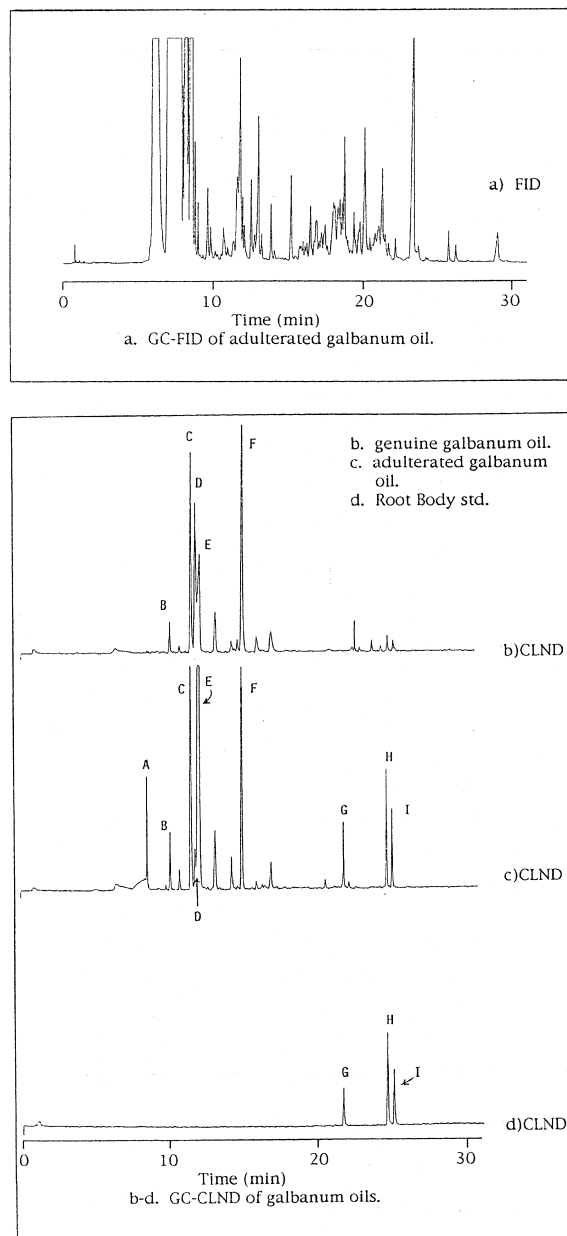 a) FID
0 10 20 30
Time (min)
a. GC-FID of adulterated galbanum oil.
b. genuine galbanum oil.
c. adulterated galbanum
oil.
d. Root Body std.
C
F
D
E
B
b)CLND
C E F
A
H
B
G I
c)CLND
D
H
G I
d)CLND
0 10 20 30
Time (min)
b-d. GC-CLND of galbanum oils.